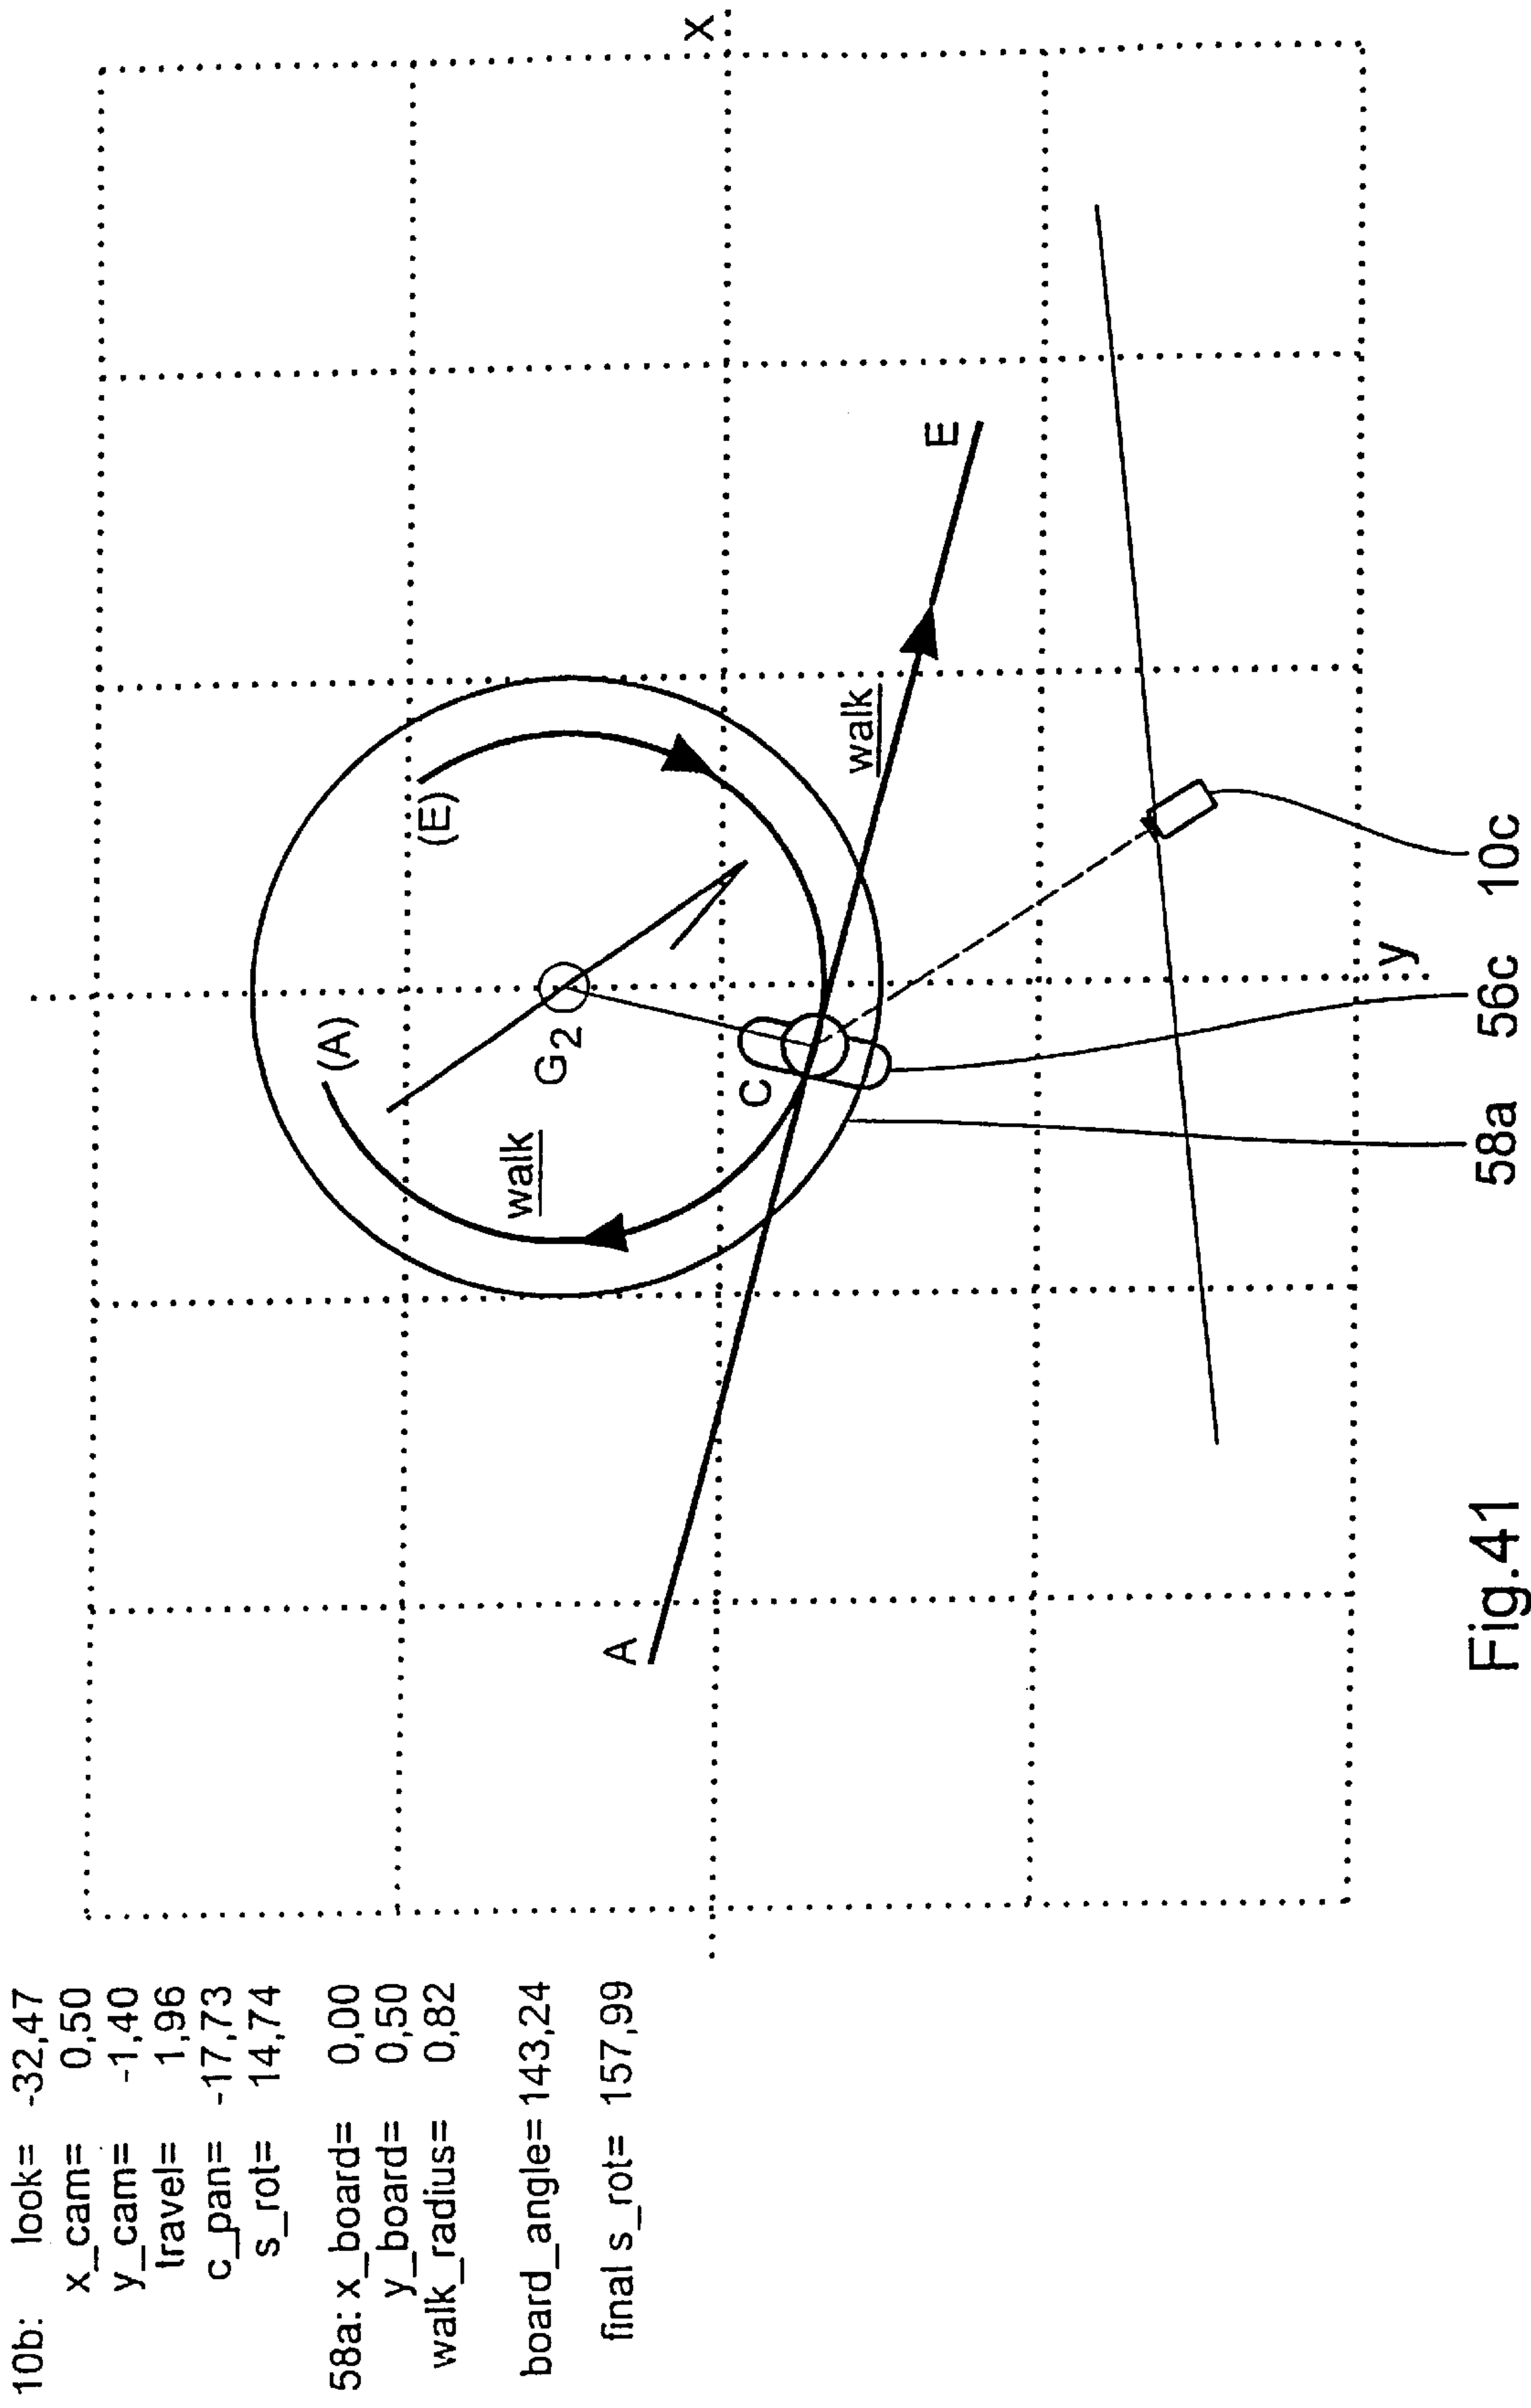 10b: look= -32,47
x_cam= 0,50
y_cam= -1,40
travel= 1,96
c_pan= -17,73
s_rot= 14,74
58a: x_board= 0,00
y_board= 0,50
walk_radius= 0,82
board_angle= 143,24
final s_rot= 157,99
(A)
(E)
walk
G2
C
A
walk
E
x
y
58a
56c
10c
Fig.41